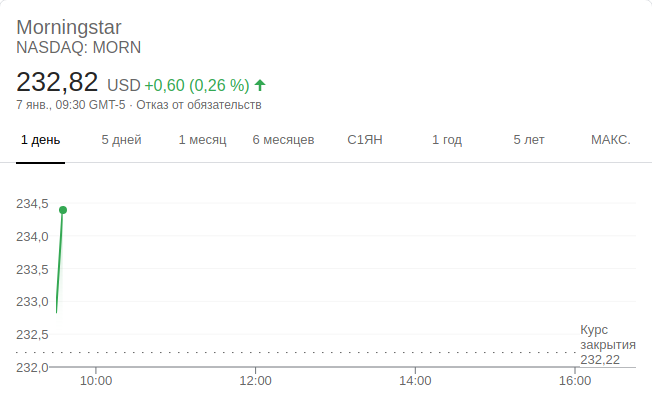 Morningstar
NASDAQ: MORN
232,82 USD +0,60 (0,26 %)
7 янв., 09:30 GMT-5 · Отказ от обязательств
1 день 5 дней 1 месяц 6 месяцев С1ЯН 1 год 5 лет МАКС.
234,5
234,0
233,5
233,0
232,5
232,0
Курс
закрытия
232,22
10:00 12:00 14:00 16:00